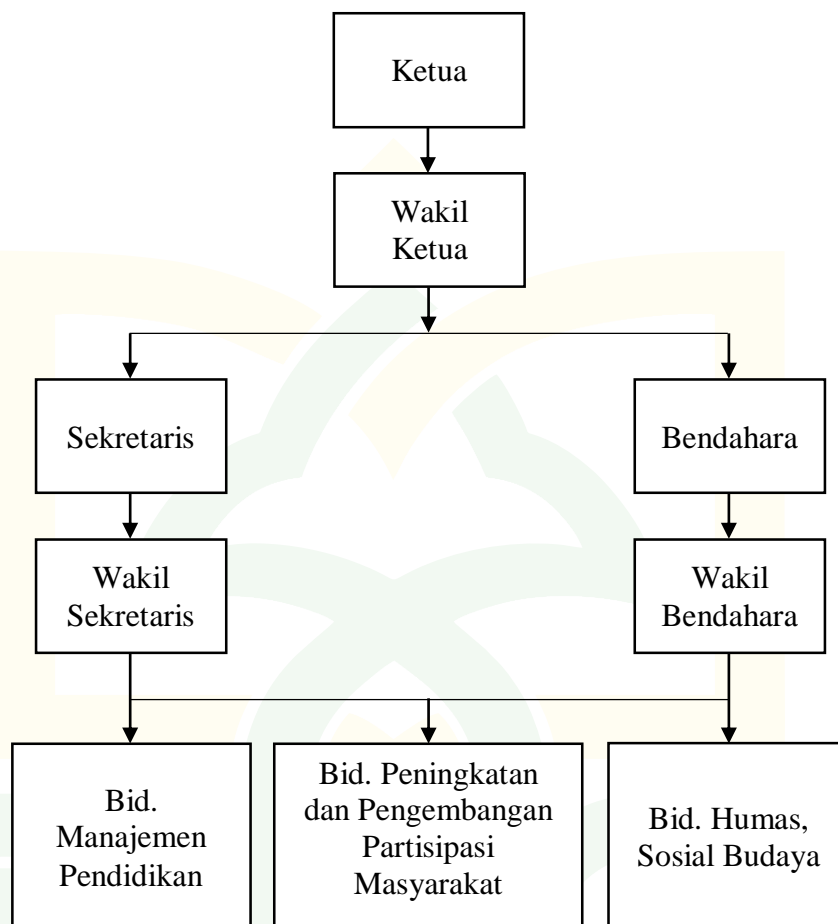 Ketua
Wakil
Ketua
Sekretaris
Bendahara
Wakil
Sekretaris
Wakil
Bendahara
Bid.
Manajemen
Pendidikan
Bid. Peningkatan
dan Pengembangan
Partisipasi
Masyarakat
Bid. Humas,
Sosial Budaya